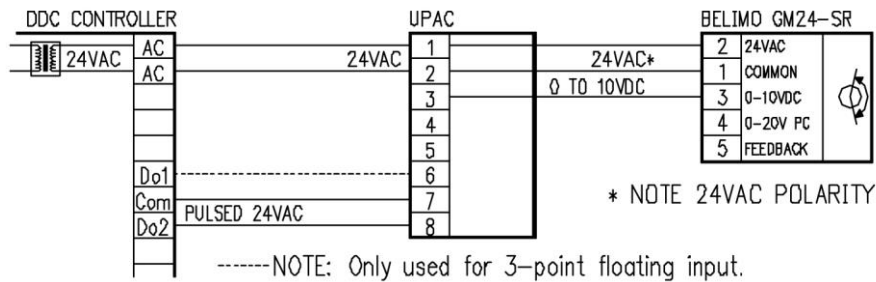 DDC CONTROLLER
UPAC
BELIMO GM24-SR
24VAC
AC
AC
24VAC
1
2
3
4
5
6
7
8
24VAC*
0 TO 10VDC
2 24VAC
1 COMMON
3 0-10VDC
4 0-20V PC
5 FEEDBACK
Do1
Com
Do2
PULSED 24VAC
* NOTE 24VAC POLARITY
-------NOTE: Only used for 3-point floating input.